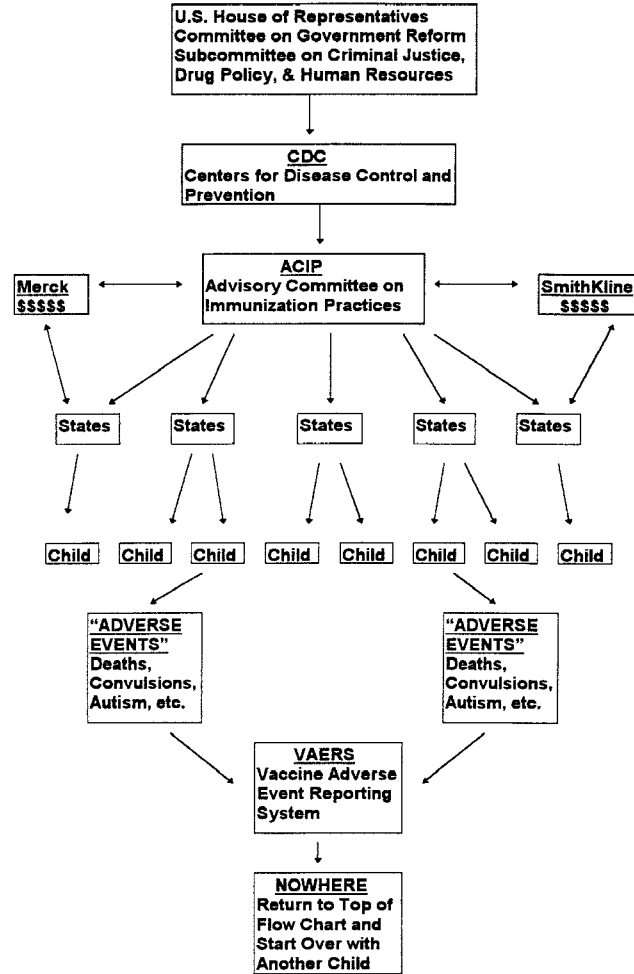 U.S. House of Representatives
Committee on Government Reform
Subcommittee on Criminal Justice,
Drug Policy, & Human Resources
CDC
Centers for Disease Control and
Prevention
ACIP
Advisory Committee on
Immunization Practices
Merck
$$$$$
SmithKline
$$$$$
States
States
States
States
States
Child
Child
Child
Child
Child
Child
Child
Child
“ADVERSE
EVENTS”
Deaths,
Convulsions,
Autism, etc.
“ADVERSE
EVENTS”
Deaths,
Convulsions,
Autism, etc.
VAERS
Vaccine Adverse
Event Reporting
System
NOWHERE
Return to Top of
Flow Chart and
Start Over with
Another Child